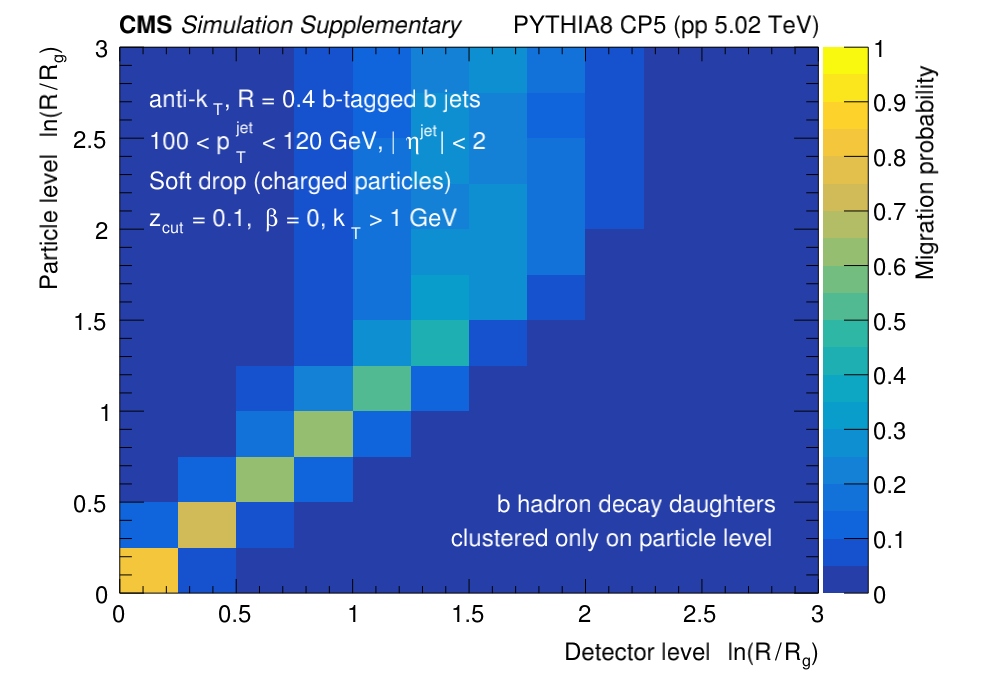 CMS Simulation Supplementary PYTHIA8 CP5 (pp 5.02 TeV)
Particle level ln(R/Rg)
3
2.5
2
1.5
1
0.5
0
anti-kT, R = 0.4 b-tagged b jets
100 < pTjet < 120 GeV, | ηjet| < 2
Soft drop (charged particles)
zcut = 0.1, β = 0, kT > 1 GeV
b hadron decay daughters
clustered only on particle level
0 0.5 1 1.5 2 2.5 3
Detector level ln(R/Rg)
1
0.9
0.8
0.7
0.6
0.5
0.4
0.3
0.2
0.1
0
Migration probability